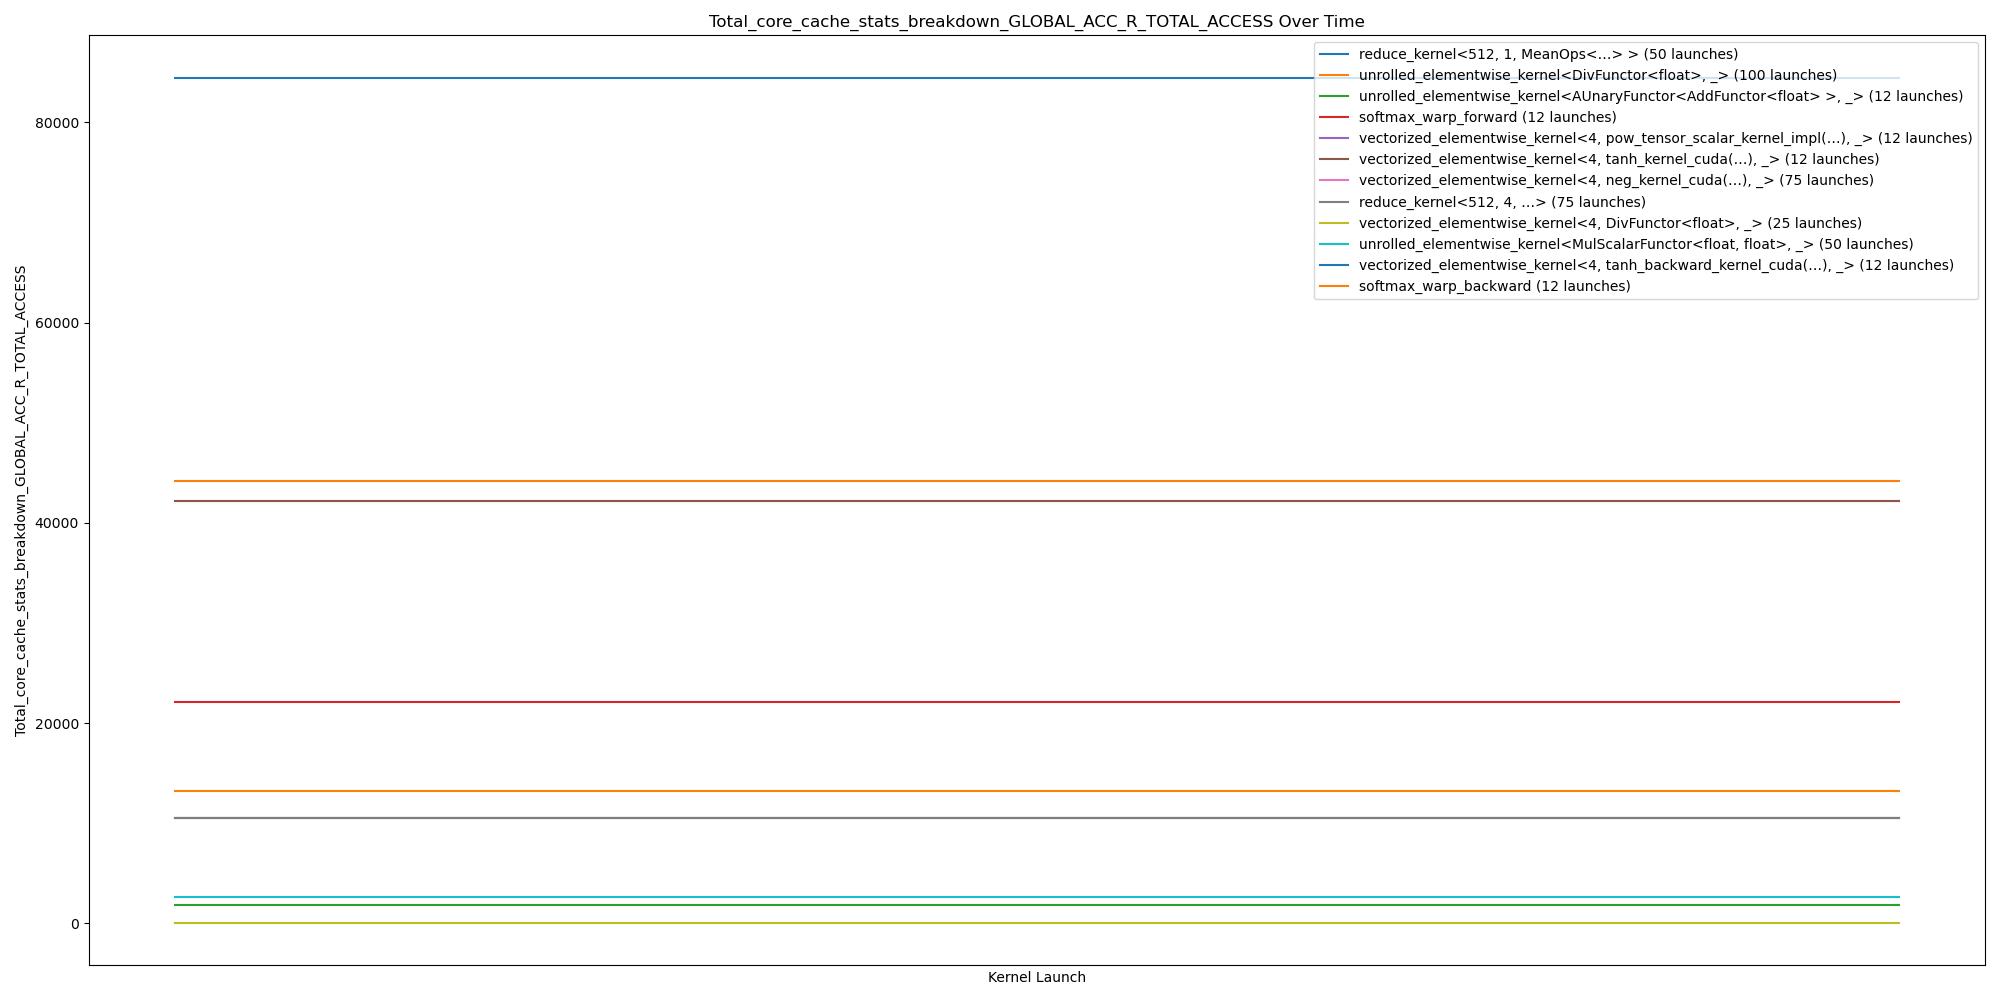 Total_core_cache_stats_breakdown_GLOBAL_ACC_R_TOTAL_ACCESS Over Time
reduce_kernel<512, 1, MeanOps<...> > (50 launches)
unrolled_elementwise_kernel<DivFunctor<float>, _> (100 launches)
unrolled_elementwise_kernel<AUnaryFunctor<AddFunctor<float> >, _> (12 launches)
softmax_warp_forward (12 launches)
vectorized_elementwise_kernel<4, pow_tensor_scalar_kernel_impl(...), _> (12 launches)
vectorized_elementwise_kernel<4, tanh_kernel_cuda(...), _> (12 launches)
vectorized_elementwise_kernel<4, neg_kernel_cuda(...), _> (75 launches)
reduce_kernel<512, 4, ...> (75 launches)
vectorized_elementwise_kernel<4, DivFunctor<float>, _> (25 launches)
unrolled_elementwise_kernel<MulScalarFunctor<float, float>, _> (50 launches)
vectorized_elementwise_kernel<4, tanh_backward_kernel_cuda(...), _> (12 launches)
softmax_warp_backward (12 launches)
Total_core_cache_stats_breakdown_GLOBAL_ACC_R_TOTAL_ACCESS
80000
60000
40000
20000
0
Kernel Launch